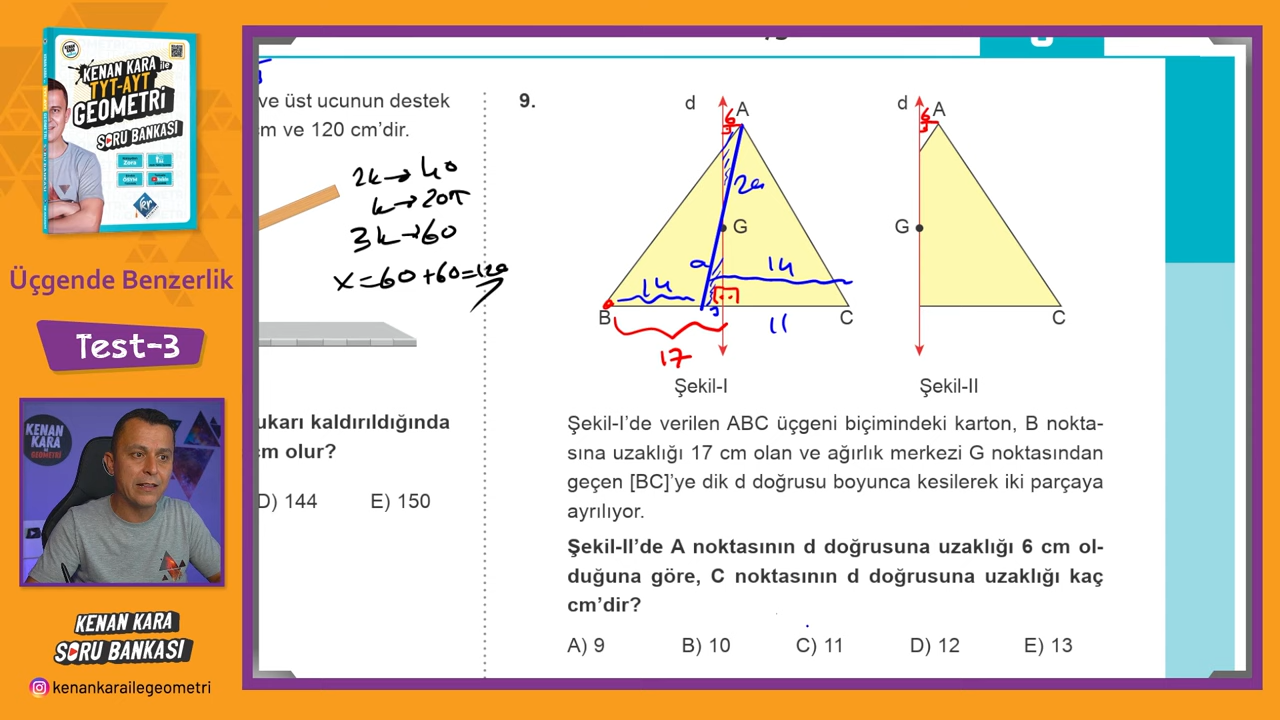 KENAN KARA ile
TYT-AYT
GEOMETRİ
SORU BANKASI
Üçgende Benzerlik
Test-3
KENAN KARA
ile
GEOMETRİ
KENAN KARA
SORU BANKASI
kenankarailegeometri
ve üst ucunun destek
cm ve 120 cm'dir.
2k→40
k→20
3k→60
x=60+60=120
ukarı kaldırıldığında
cm olur?
D) 144 E) 150
9.
d A
6
2a
G
a
14
14
B
C
11
17
Şekil-I
d A
6
G
C
Şekil-II
Şekil-I'de verilen ABC üçgeni biçimindeki karton, B nokta-
sına uzaklığı 17 cm olan ve ağırlık merkezi G noktasından
geçen [BC]'ye dik d doğrusu boyunca kesilerek iki parçaya
ayrılıyor.
Şekil-II'de A noktasının d doğrusuna uzaklığı 6 cm ol-
duğuna göre, C noktasının d doğrusuna uzaklığı kaç
cm'dir?
A) 9 B) 10 C) 11 D) 12 E) 13